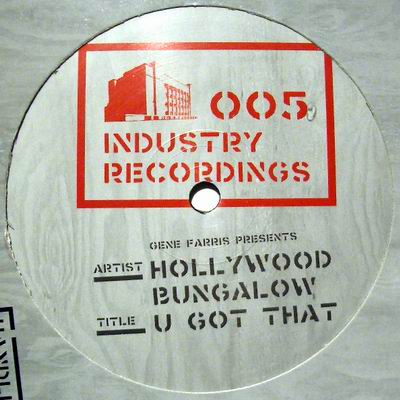 005
INDUSTRY
RECORDINGS
GENE FARRIS PRESENTS
ARTIST HOLLYWOOD
BUNGALOW
TITLE U GOT THAT